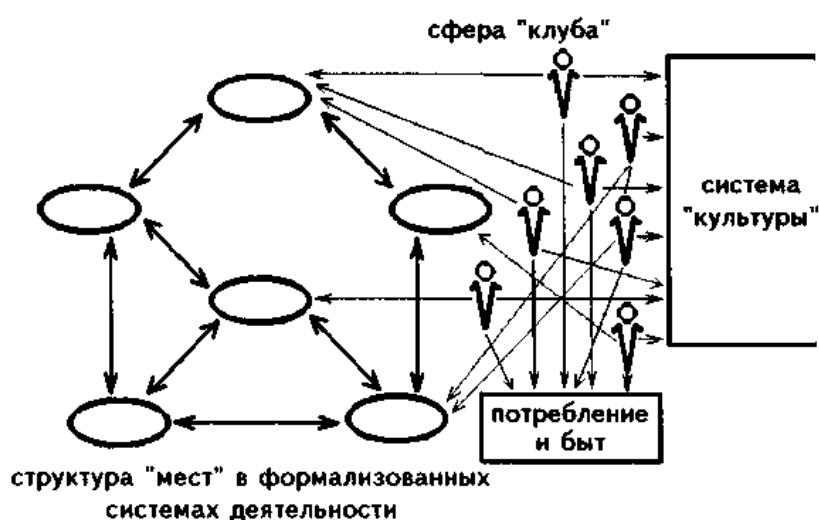 сфера "клуба"
система
"культуры"
потребление
и быт
структура "мест" в формализованных
системах деятельности